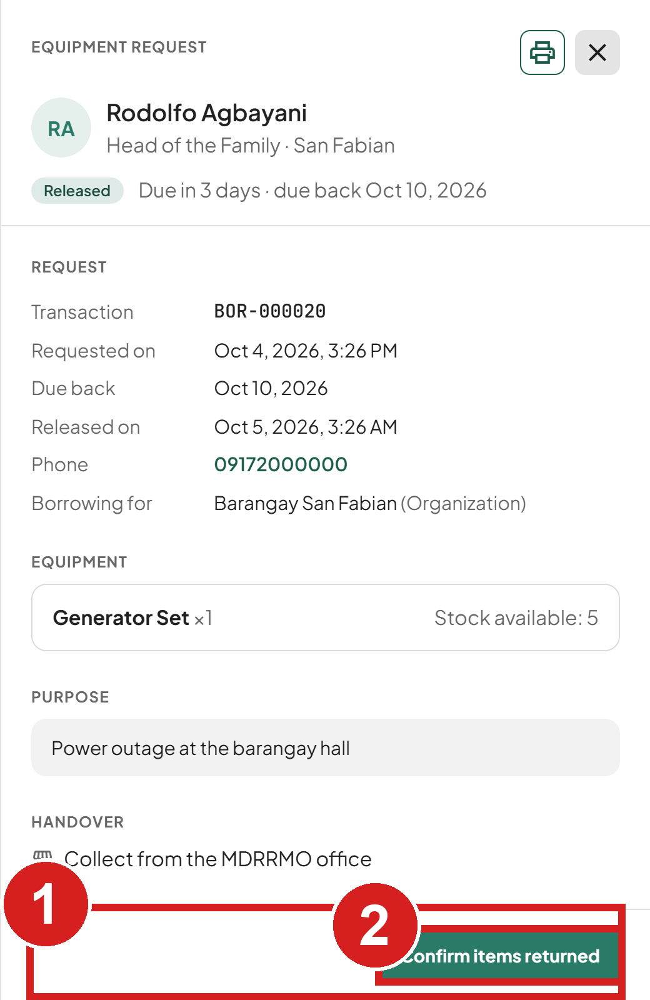 EQUIPMENT REQUEST
RA
Rodolfo Agbayani
Head of the Family · San Fabian
Released
Due in 3 days · due back Oct 10, 2026
REQUEST
Transaction BOR-000020
Requested on Oct 4, 2026, 3:26 PM
Due back Oct 10, 2026
Released on Oct 5, 2026, 3:26 AM
Phone 09172000000
Borrowing for Barangay San Fabian (Organization)
EQUIPMENT
Generator Set ×1 Stock available: 5
PURPOSE
Power outage at the barangay hall
HANDOVER
Collect from the MDRRMO office
1
2
Confirm items returned